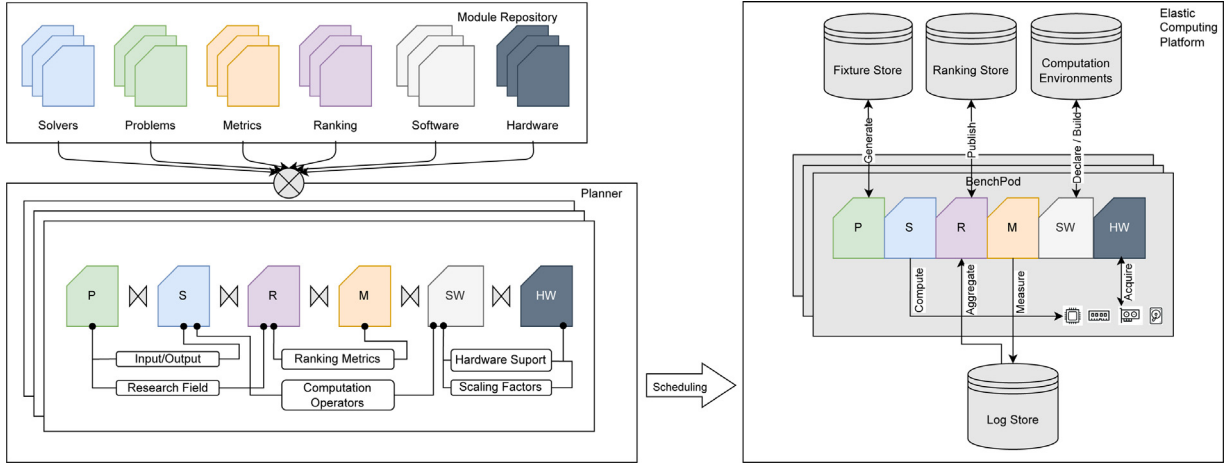 Module Repository
Solvers
Problems
Metrics
Ranking
Software
Hardware
Planner
P
S
R
M
SW
HW
Input/Output
Ranking Metrics
Hardware Suport
Research Field
Computation
Operators
Scaling Factors
Scheduling
Elastic
Computing
Platform
Fixture Store
Ranking Store
Computation
Environments
Generate
Publish
Declare / Build
BenchPod
P
S
R
M
SW
HW
Compute
Aggregate
Measure
Acquire
Log Store